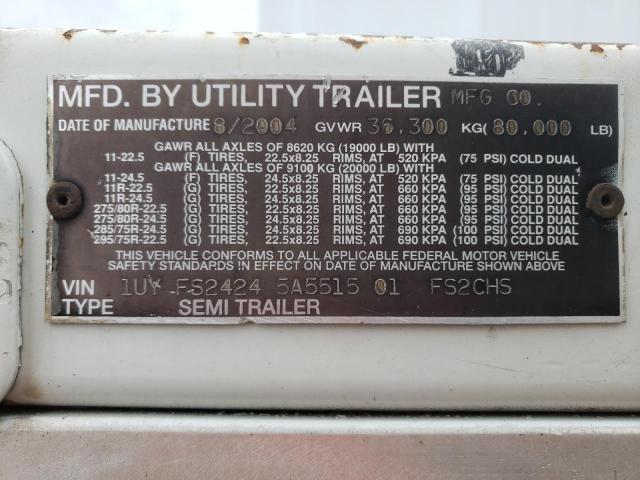 MFD. BY UTILITY TRAILER MFG CO.
DATE OF MANUFACTURE 8/2004 GVWR 36,300 KG( 80,000 LB)
GAWR ALL AXLES OF 8620 KG (19000 LB) WITH
11-22.5 (F) TIRES, 22.5x8.25 RIMS, AT 520 KPA (75 PSI) COLD DUAL
GAWR ALL AXLES OF 9100 KG (20000 LB) WITH
11-24.5 (F) TIRES, 24.5x8.25 RIMS, AT 520 KPA (75 PSI) COLD DUAL
11R-22.5 (G) TIRES, 22.5x8.25 RIMS, AT 660 KPA (95 PSI) COLD DUAL
11R-24.5 (G) TIRES, 24.5x8.25 RIMS, AT 660 KPA (95 PSI) COLD DUAL
275/80R-22.5 (G) TIRES, 22.5x8.25 RIMS, AT 660 KPA (95 PSI) COLD DUAL
275/80R-24.5 (G) TIRES, 24.5x8.25 RIMS, AT 660 KPA (95 PSI) COLD DUAL
285/75R-24.5 (G) TIRES, 24.5x8.25 RIMS, AT 690 KPA (100 PSI) COLD DUAL
295/75R-22.5 (G) TIRES, 22.5x8.25 RIMS, AT 690 KPA (100 PSI) COLD DUAL
THIS VEHICLE CONFORMS TO ALL APPLICABLE FEDERAL MOTOR VEHICLE
SAFETY STANDARDS IN EFFECT ON DATE OF MANUFACTURE SHOWN ABOVE
VIN 1UY FS2424 5A5515 01 FS2CHS
TYPE SEMI TRAILER